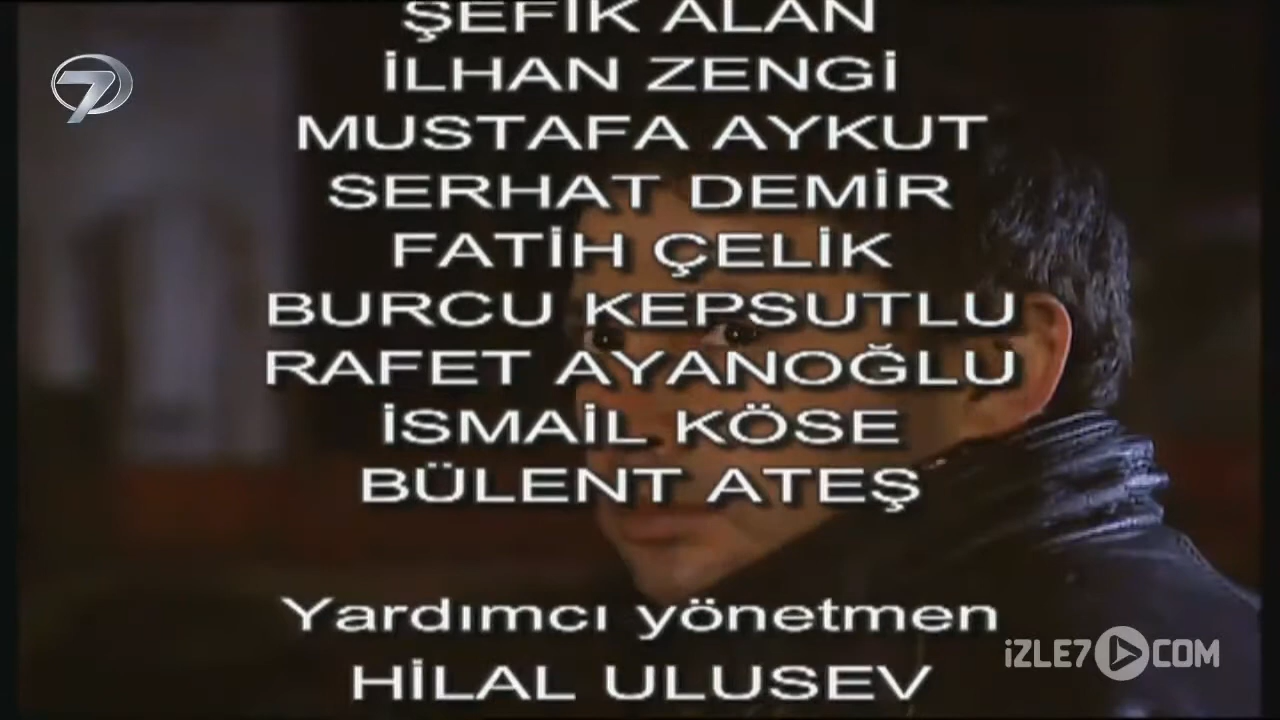 ŞEFİK ALAN
7
İLHAN ZENGİ
MUSTAFA AYKUT
SERHAT DEMİR
FATİH ÇELİK
BURCU KEPSUTLU
RAFET AYANOĞLU
İSMAİL KÖSE
BÜLENT ATEŞ
Yardımcı yönetmen
HİLAL ULUSEV
İZLE7 COM